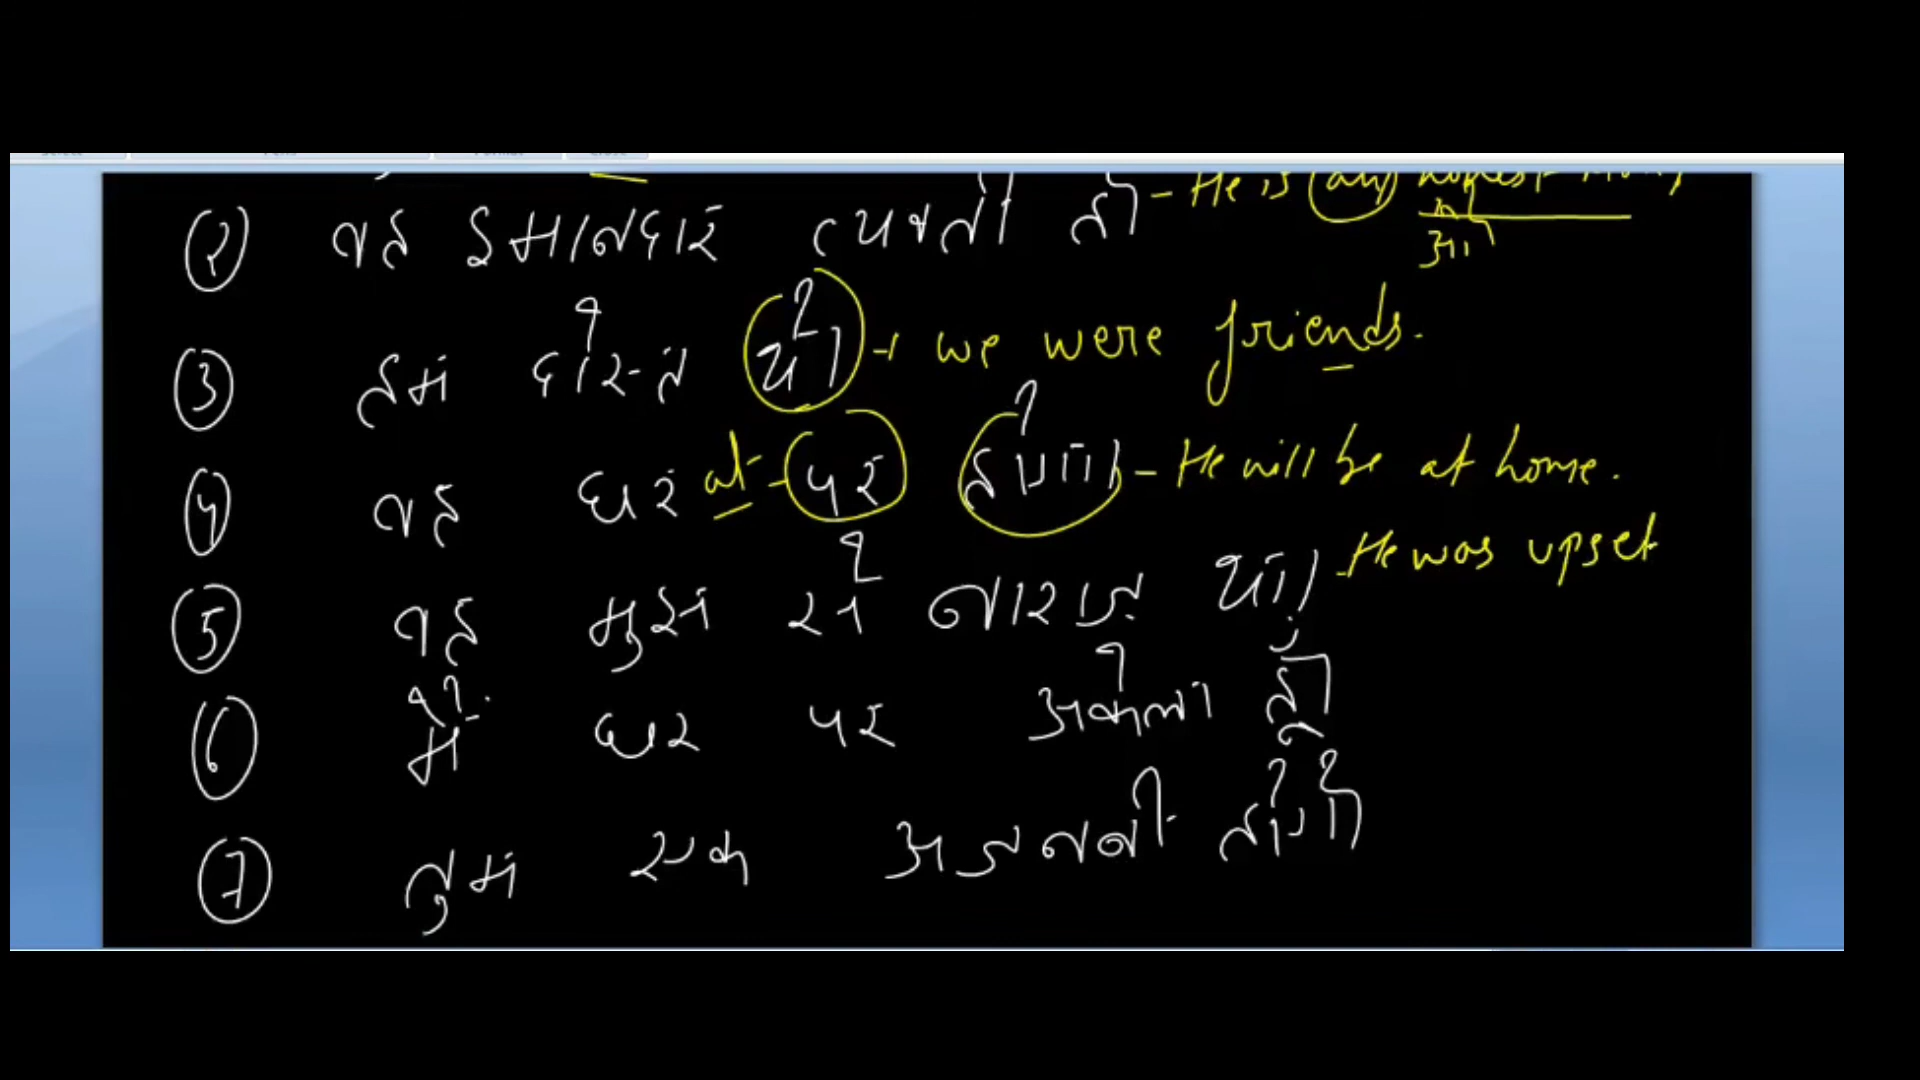 ② वह ईमानदार व्यक्ती है - He is (an) honest man,
ऑ
③ हम दोस्त थे - we were friends.
④ वह घर at - पर होगा - He will be at home.
⑤ वह मुझसे नाराज था। - He was upset
⑥ मैं घर पर अकेला हूँ
⑦ तुम एक अजनबी होगे